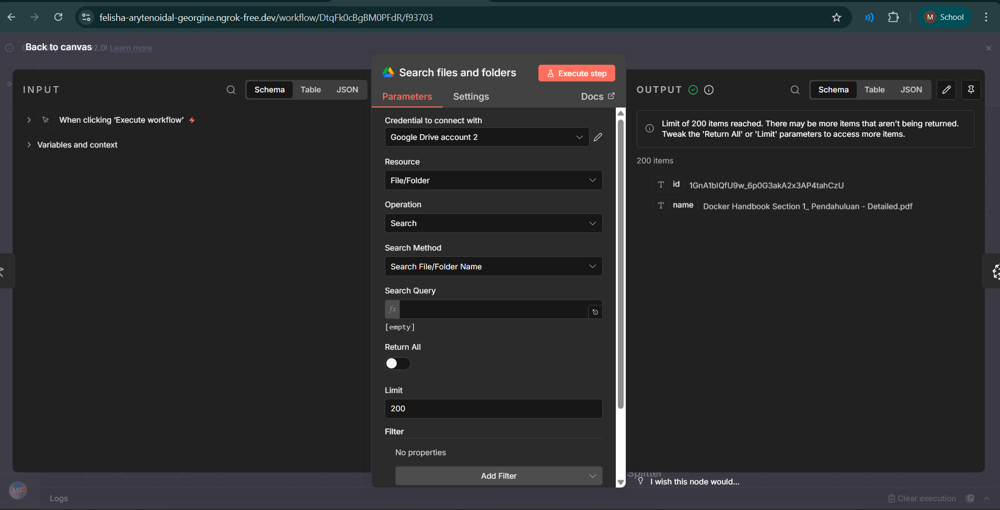 felisha-arytenoidal-georgine.ngrok-free.dev/workflow/DtqFk0cBgBM0PFdR/f93703
M School
Back to canvas
v2.0! Learn more
Search files and folders
Execute step
Parameters
Settings
Docs
INPUT
Schema
Table
JSON
When clicking ‘Execute workflow’
Variables and context
Credential to connect with
Google Drive account 2
Resource
File/Folder
Operation
Search
Search Method
Search File/Folder Name
Search Query
fx
[empty]
Return All
Limit
200
Filter
No properties
Add Filter
OUTPUT
Schema
Table
JSON
Limit of 200 items reached. There may be more items that aren't being returned.
Tweak the 'Return All' or 'Limit' parameters to access more items.
200 items
T id 1GnA1blQfU9w_6p0G3akA2x3AP4tahCzU
T name Docker Handbook Section 1_ Pendahuluan - Detailed.pdf
Splitter
I wish this node would...
MF
Logs
Clear execution